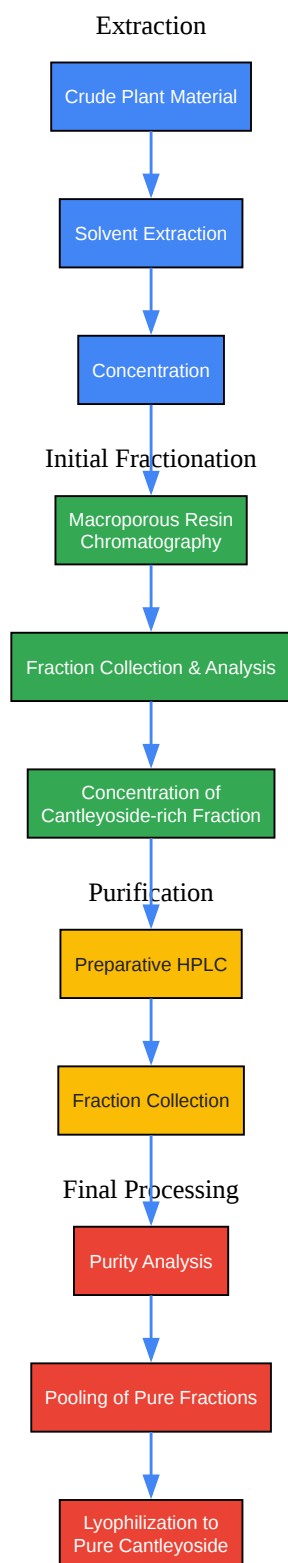 Extraction
Crude Plant Material
Solvent Extraction
Concentration
Initial Fractionation
Macroporous Resin
Chromatography
Fraction Collection & Analysis
Concentration of
Cantleyoside-rich Fraction
Purification
Preparative HPLC
Fraction Collection
Final Processing
Purity Analysis
Pooling of Pure Fractions
Lyophilization to
Pure Cantleyoside